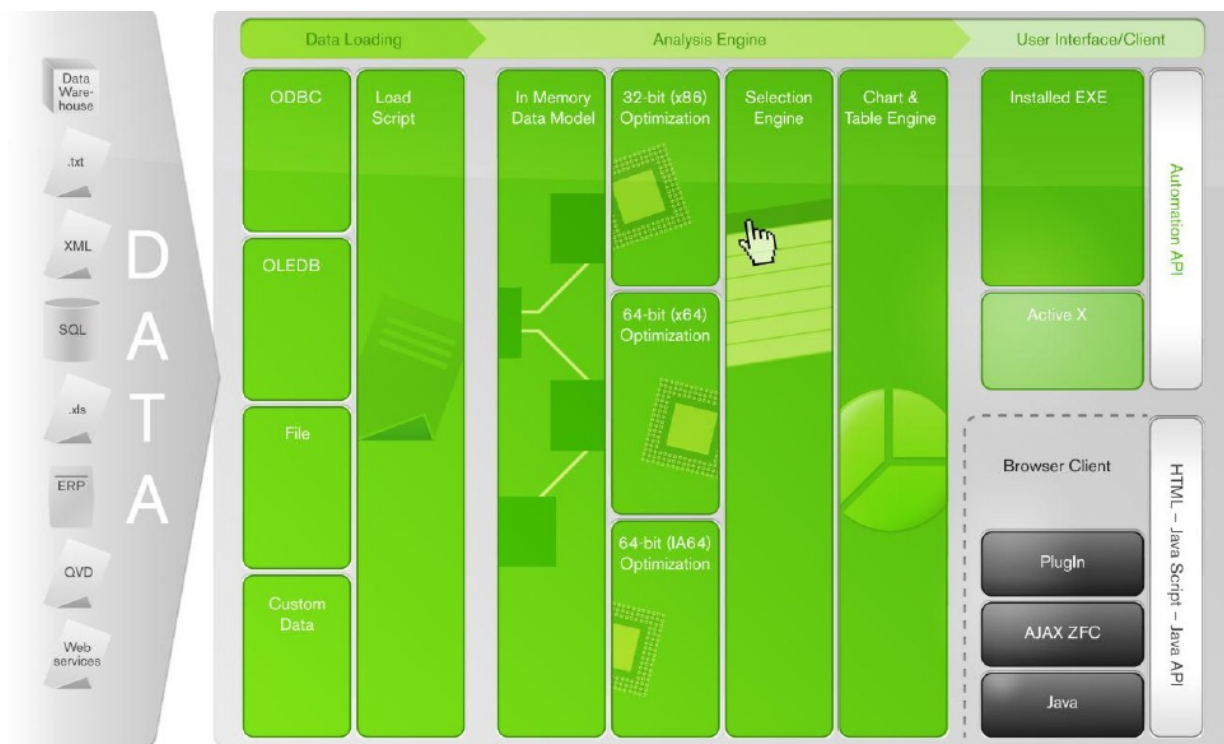 Data
Ware-
house
.txt
XML
SQL
.xls
ERP
QVD
Web
services
D
A
T
A
Data Loading
Analysis Engine
User Interface/Client
ODBC
OLEDB
File
Custom
Data
Load
Script
In Memory
Data Model
32-bit (x86)
Optimization
64-bit (x64)
Optimization
64-bit (IA64)
Optimization
Selection
Engine
Chart &
Table Engine
Installed EXE
Active X
Automation API
Browser Client
PlugIn
AJAX ZFC
Java
HTML – Java Script – Java API